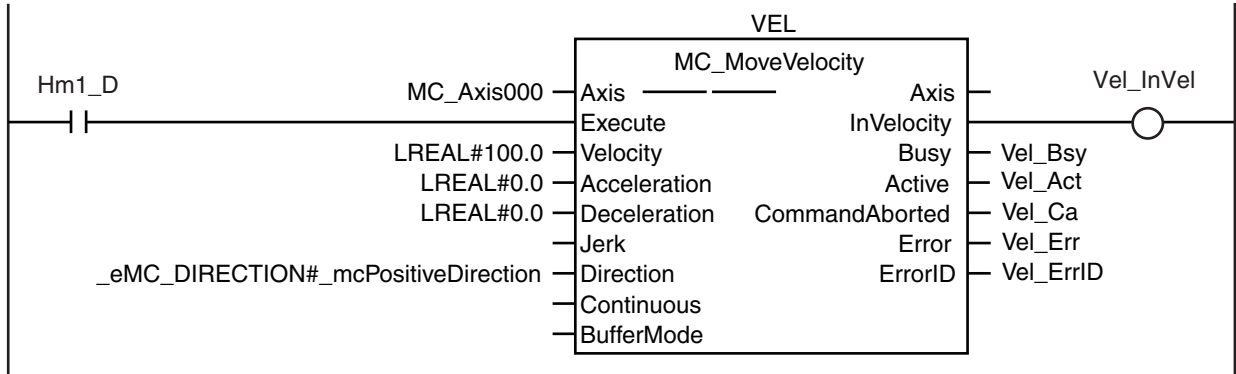 VEL
MC_MoveVelocity
Hm1_D
Vel_InVel
MC_Axis000 Axis Axis
Execute InVelocity
LREAL#100.0 Velocity Busy Vel_Bsy
LREAL#0.0 Acceleration Active Vel_Act
LREAL#0.0 Deceleration CommandAborted Vel_Ca
Jerk Error Vel_Err
_eMC_DIRECTION#_mcPositiveDirection Direction ErrorID Vel_ErrID
Continuous
BufferMode